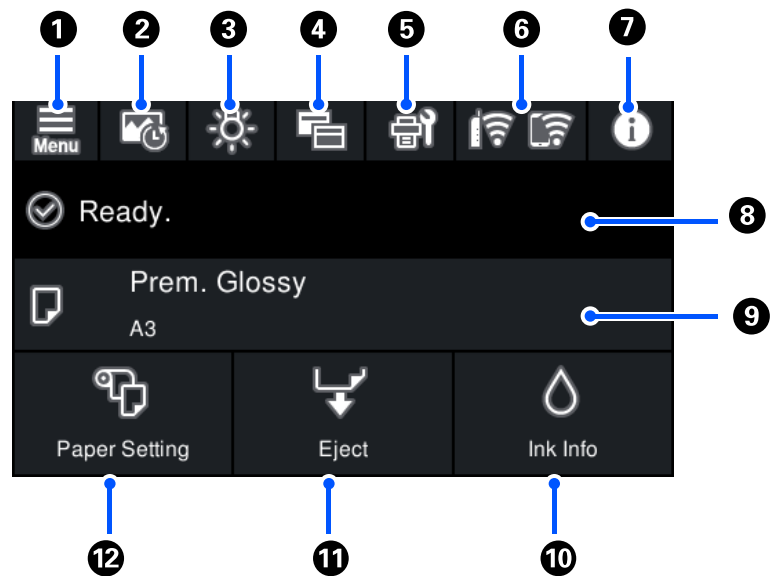 1 2 3 4 5 6 7
Menu
Ready.
8
Prem. Glossy
A3
9
Paper Setting Eject Ink Info
12 11 10